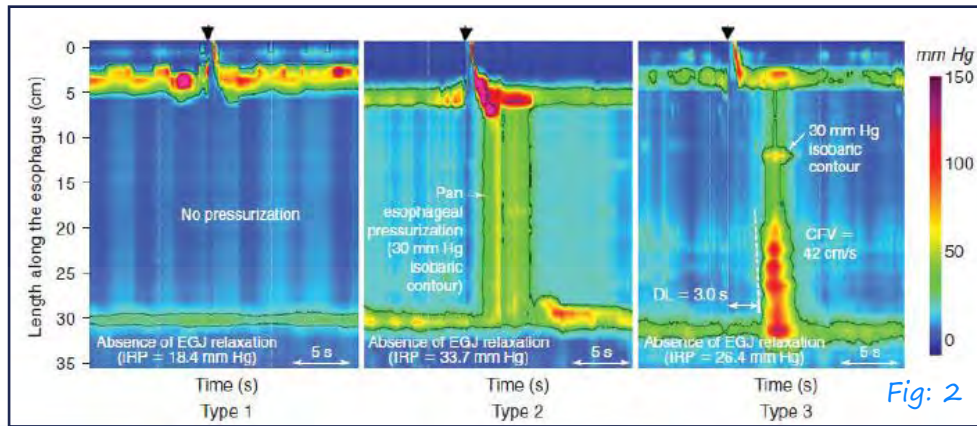 Length along the esophagus (cm)
0
5
10
15
20
25
30
35
No pressurization
Absence of EGJ relaxation
(IRP = 18.4 mm Hg)
5 s
Time (s)
Type 1
Pan
esophageal
pressurization
(30 mm Hg
isobaric
contour)
Absence of EGJ relaxation
(IRP = 33.7 mm Hg)
5 s
Time (s)
Type 2
30 mm Hg
isobaric
contour
CFV =
42 cm/s
DL = 3.0 s
Absence of EGJ relaxation
(IRP = 26.4 mm Hg)
5 s
Time (s)
Type 3
mm Hg
150
100
50
0
Fig: 2